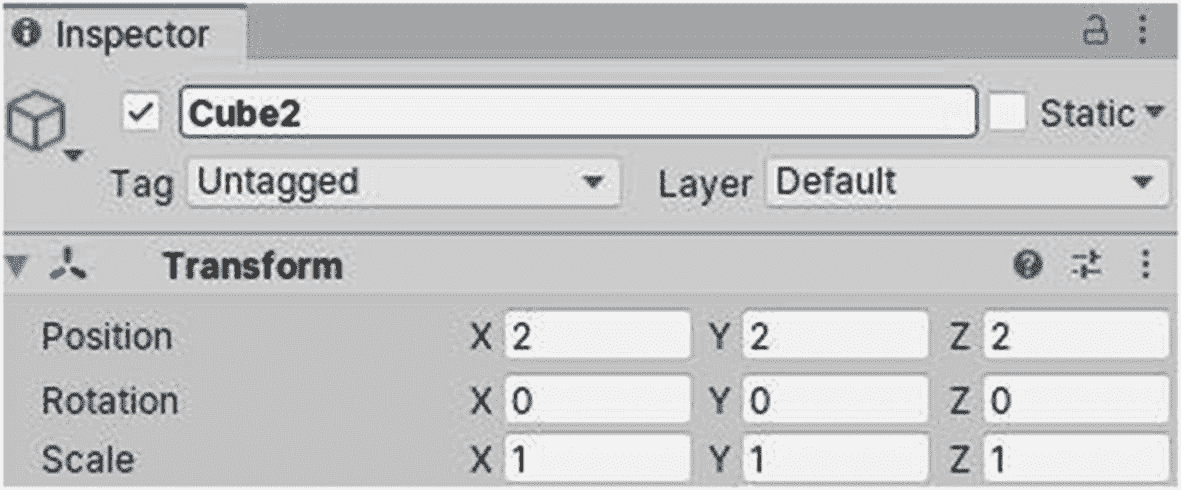 Inspector
Cube2 Static
Tag Untagged Layer Default
Transform
Position X 2 Y 2 Z 2
Rotation X 0 Y 0 Z 0
Scale X 1 Y 1 Z 1